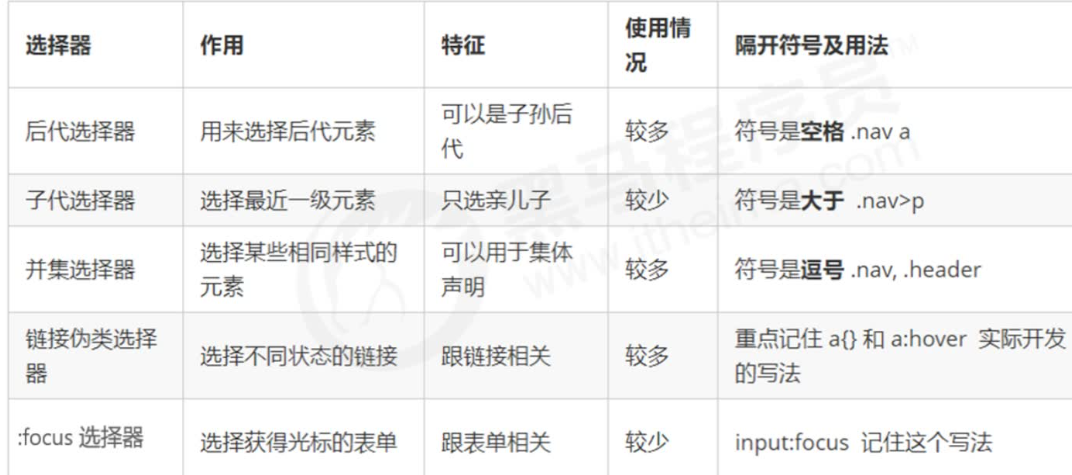 选择器 作用 特征 使用情况 隔开符号及用法
后代选择器 用来选择后代元素 可以是子孙后代 较多 符号是空格 .nav a
子代选择器 选择最近一级元素 只选亲儿子 较少 符号是大于 .nav>p
并集选择器 选择某些相同样式的元素 可以用于集体声明 较多 符号是逗号 .nav, .header
链接伪类选择器 选择不同状态的链接 跟链接相关 较多 重点记住 a{} 和 a:hover 实际开发的写法
:focus 选择器 选择获得光标的表单 跟表单相关 较少 input:focus 记住这个写法
黑马程序员™
www.itheima.com